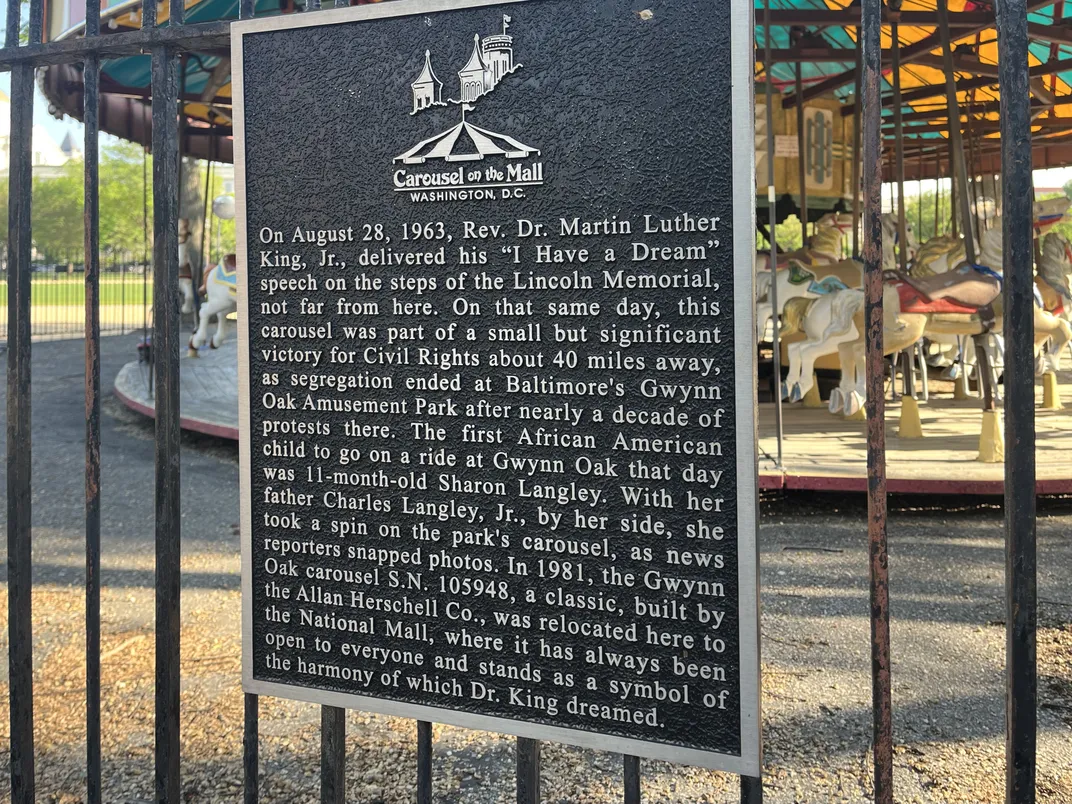 Carousel on the Mall
WASHINGTON, D.C.
On August 28, 1963, Rev. Dr. Martin Luther
King, Jr., delivered his “I Have a Dream”
speech on the steps of the Lincoln Memorial,
not far from here. On that same day, this
carousel was part of a small but significant
victory for Civil Rights about 40 miles away,
as segregation ended at Baltimore's Gwynn
Oak Amusement Park after nearly a decade of
protests there. The first African American
child to go on a ride at Gwynn Oak that day
was 11-month-old Sharon Langley. With her
father Charles Langley, Jr., by her side, she
took a spin on the park's carousel, as news
reporters snapped photos. In 1981, the Gwynn
Oak carousel S.N. 105948, a classic, built by
the Allan Herschell Co., was relocated here to
the National Mall, where it has always been
open to everyone and stands as a symbol of
the harmony of which Dr. King dreamed.